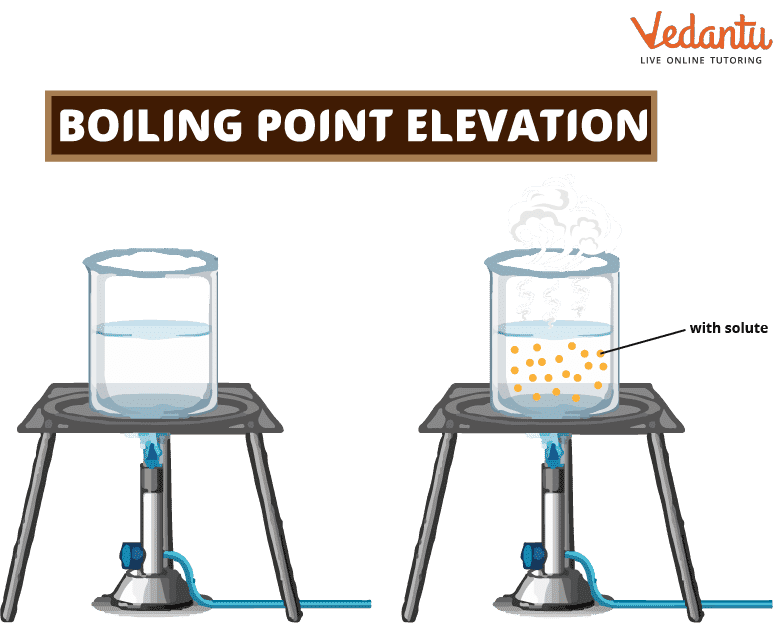 Vedantu
LIVE ONLINE TUTORING
BOILING POINT ELEVATION
with solute